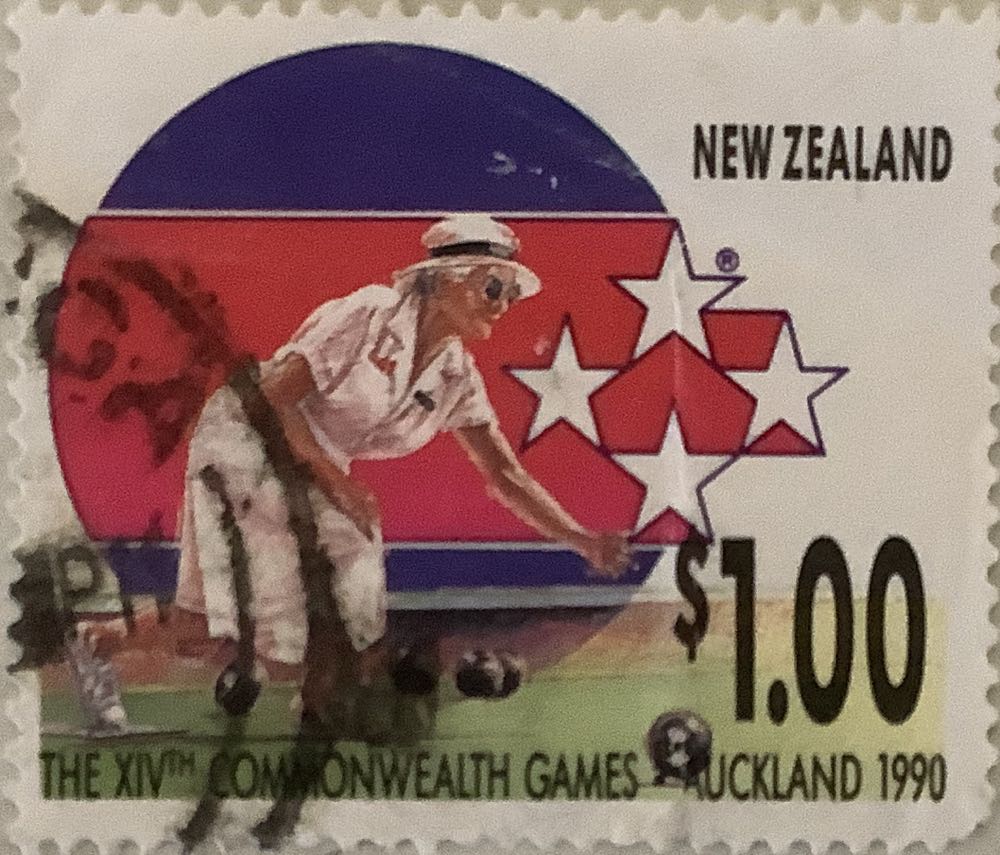 NEW ZEALAND
®
$1.00
THE XIVTH COMMONWEALTH GAMES AUCKLAND 1990